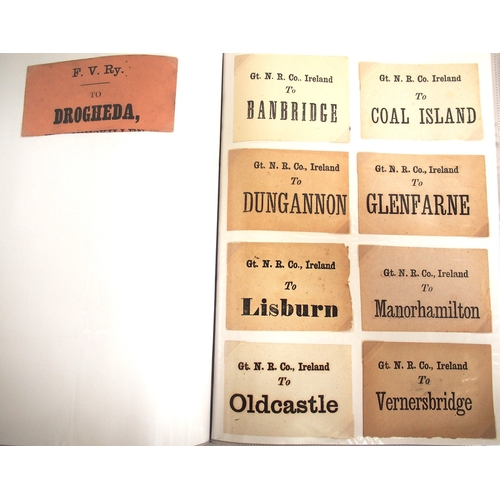 F. V. Ry.
TO
DROGHEDA,
Gt. N. R. Co., Ireland
To
BANBRIDGE
Gt. N. R. Co., Ireland
To
COAL ISLAND
Gt. N. R. Co., Ireland
To
DUNGANNON
Gt. N. R. Co., Ireland
To
GLENFARNE
Gt. N. R. Co., Ireland
To
Lisburn
Gt. N. R. Co., Ireland
To
Manorhamilton
Gt. N. R. Co., Ireland
To
Oldcastle
Gt. N. R. Co., Ireland
To
Vernersbridge